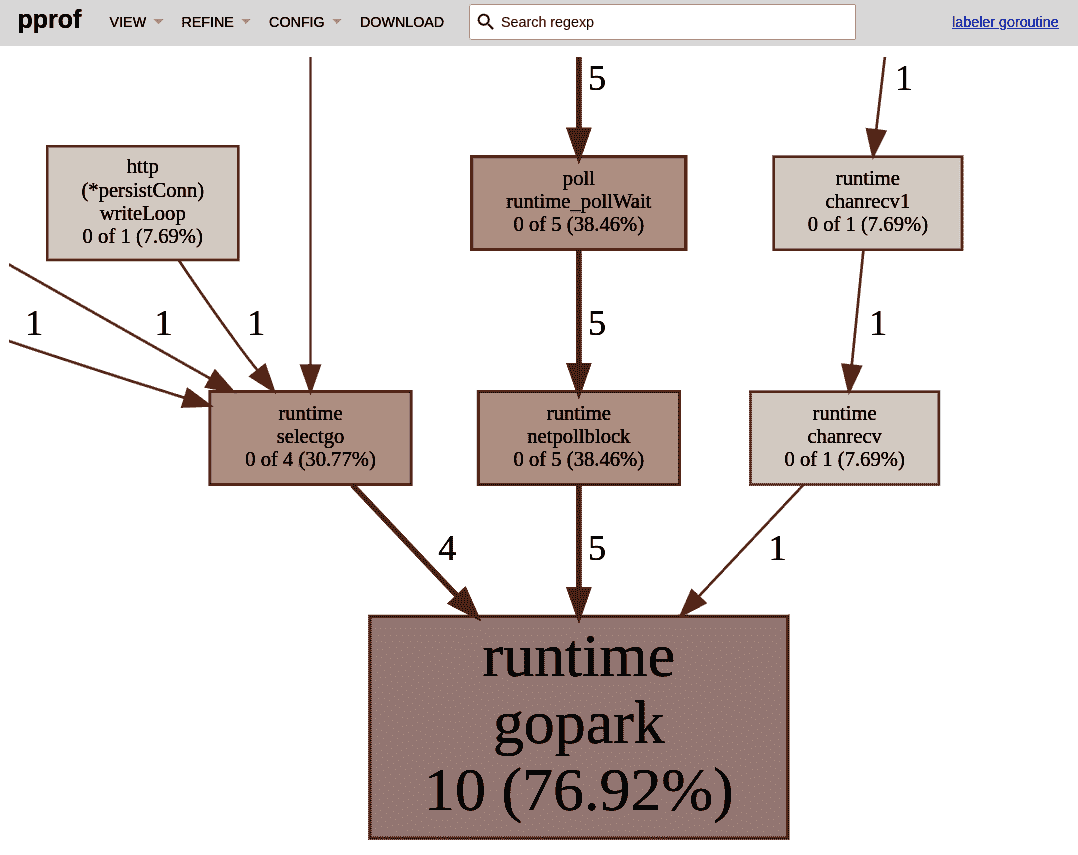 pprof VIEW REFINE CONFIG DOWNLOAD Search regexp labeler goroutine
5
1
http
(*persistConn)
writeLoop
0 of 1 (7.69%)
poll
runtime_pollWait
0 of 5 (38.46%)
runtime
chanrecv1
0 of 1 (7.69%)
1
1
1
5
1
runtime
selectgo
0 of 4 (30.77%)
runtime
netpollblock
0 of 5 (38.46%)
runtime
chanrecv
0 of 1 (7.69%)
4
5
1
runtime
gopark
10 (76.92%)